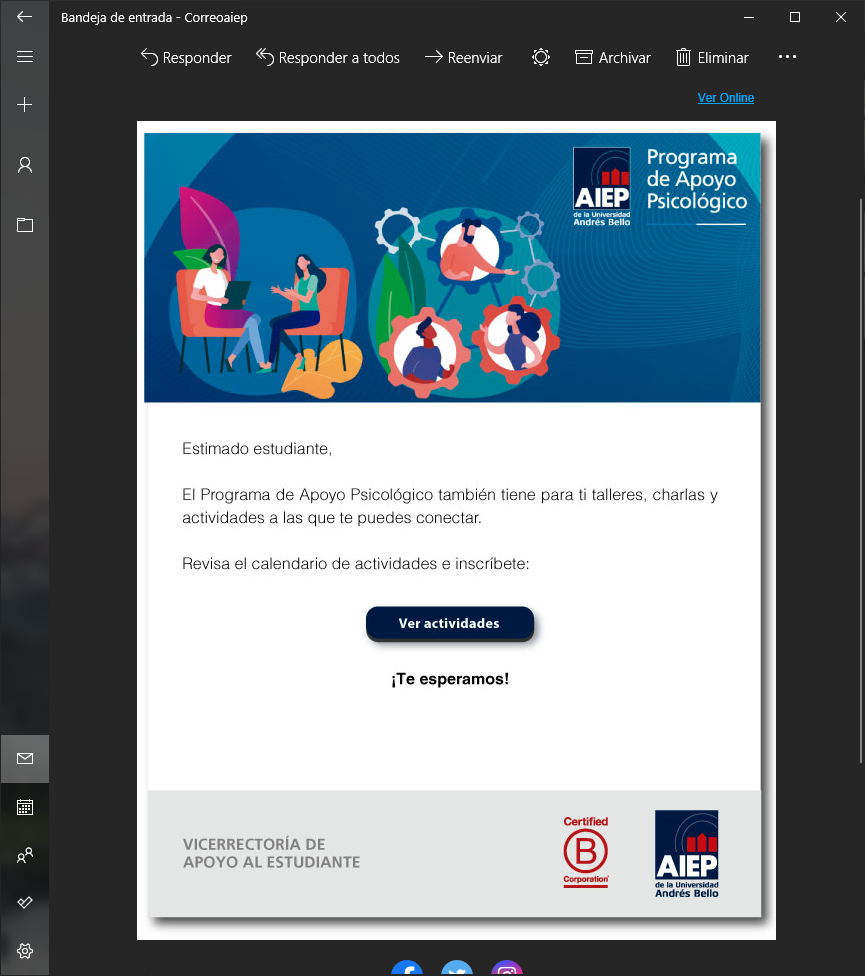 Bandeja de entrada - Correoaiep
Responder
Responder a todos
Reenviar
Archivar
Eliminar
Ver Online
AIEP
de la Universidad
Andrés Bello
Programa
de Apoyo
Psicológico
Estimado estudiante,
El Programa de Apoyo Psicológico también tiene para ti talleres, charlas y
actividades a las que te puedes conectar.
Revisa el calendario de actividades e inscríbete:
Ver actividades
¡Te esperamos!
VICERRECTORÍA DE
APOYO AL ESTUDIANTE
Certified
B
Corporation
AIEP
de la Universidad
Andrés Bello